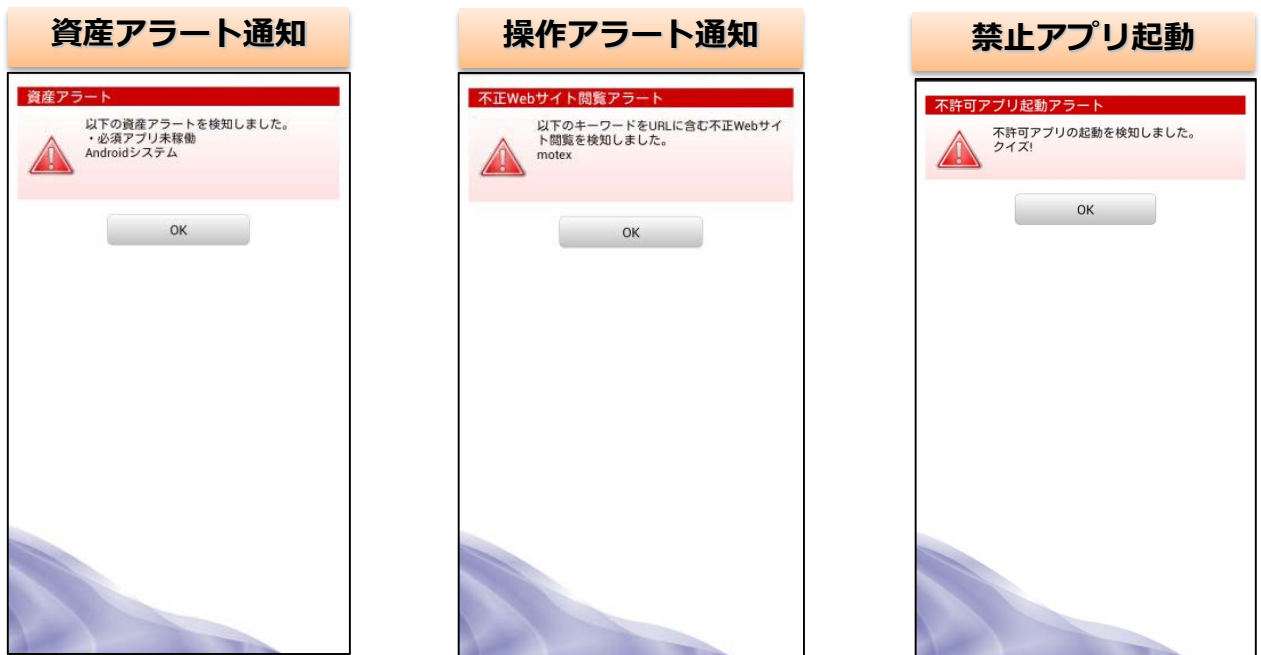 資産アラート通知
資産アラート
以下の資産アラートを検知しました。
・必須アプリ未稼働
Androidシステム
OK
操作アラート通知
不正Webサイト閲覧アラート
以下のキーワードをURLに含む不正Webサイ
ト閲覧を検知しました。
motex
OK
禁止アプリ起動
不許可アプリ起動アラート
不許可アプリの起動を検知しました。
クイズ!
OK